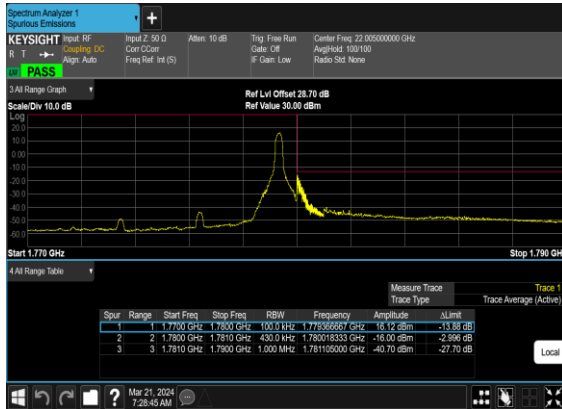 Spectrum Analyzer 1
Spurious Emissions
+
KEYSIGHT Input: RF Input Z: 50 Ω Atten: 10 dB Trig: Free Run Center Freq: 22.005000000 GHz
R T Coupling: DC Corr CCorr Gate: Off Avg|Hold: 100/100
Align: Auto Freq Ref: Int (S) IF Gain: Low Radio Std: None
LV PASS
3 All Range Graph
Ref Lvl Offset 28.70 dB
Scale/Div 10.0 dB Ref Value 30.00 dBm
Log
20.0
10.0
0.00
-10.0
-20.0
-30.0
-40.0
-50.0
-60.0
Start 1.770 GHz Stop 1.790 GHz
4 All Range Table
Measure Trace Trace 1
Trace Type Trace Average (Active)
Spur Range Start Freq Stop Freq RBW Frequency Amplitude ΔLimit
1 1 1.7700 GHz 1.7800 GHz 100.0 kHz 1.779366667 GHz 16.12 dBm -13.88 dB
2 2 1.7800 GHz 1.7810 GHz 430.0 kHz 1.780018333 GHz -16.00 dBm -2.996 dB
3 3 1.7810 GHz 1.7900 GHz 1.000 MHz 1.781105000 GHz -40.70 dBm -27.70 dB
Local
? Mar 21, 2024
7:28:45 AM